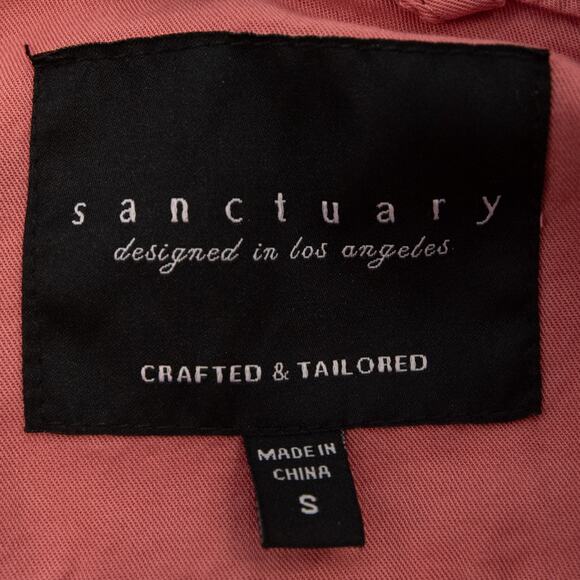 sanctuary
designed in los angeles
CRAFTED & TAILORED
MADE IN
CHINA
S